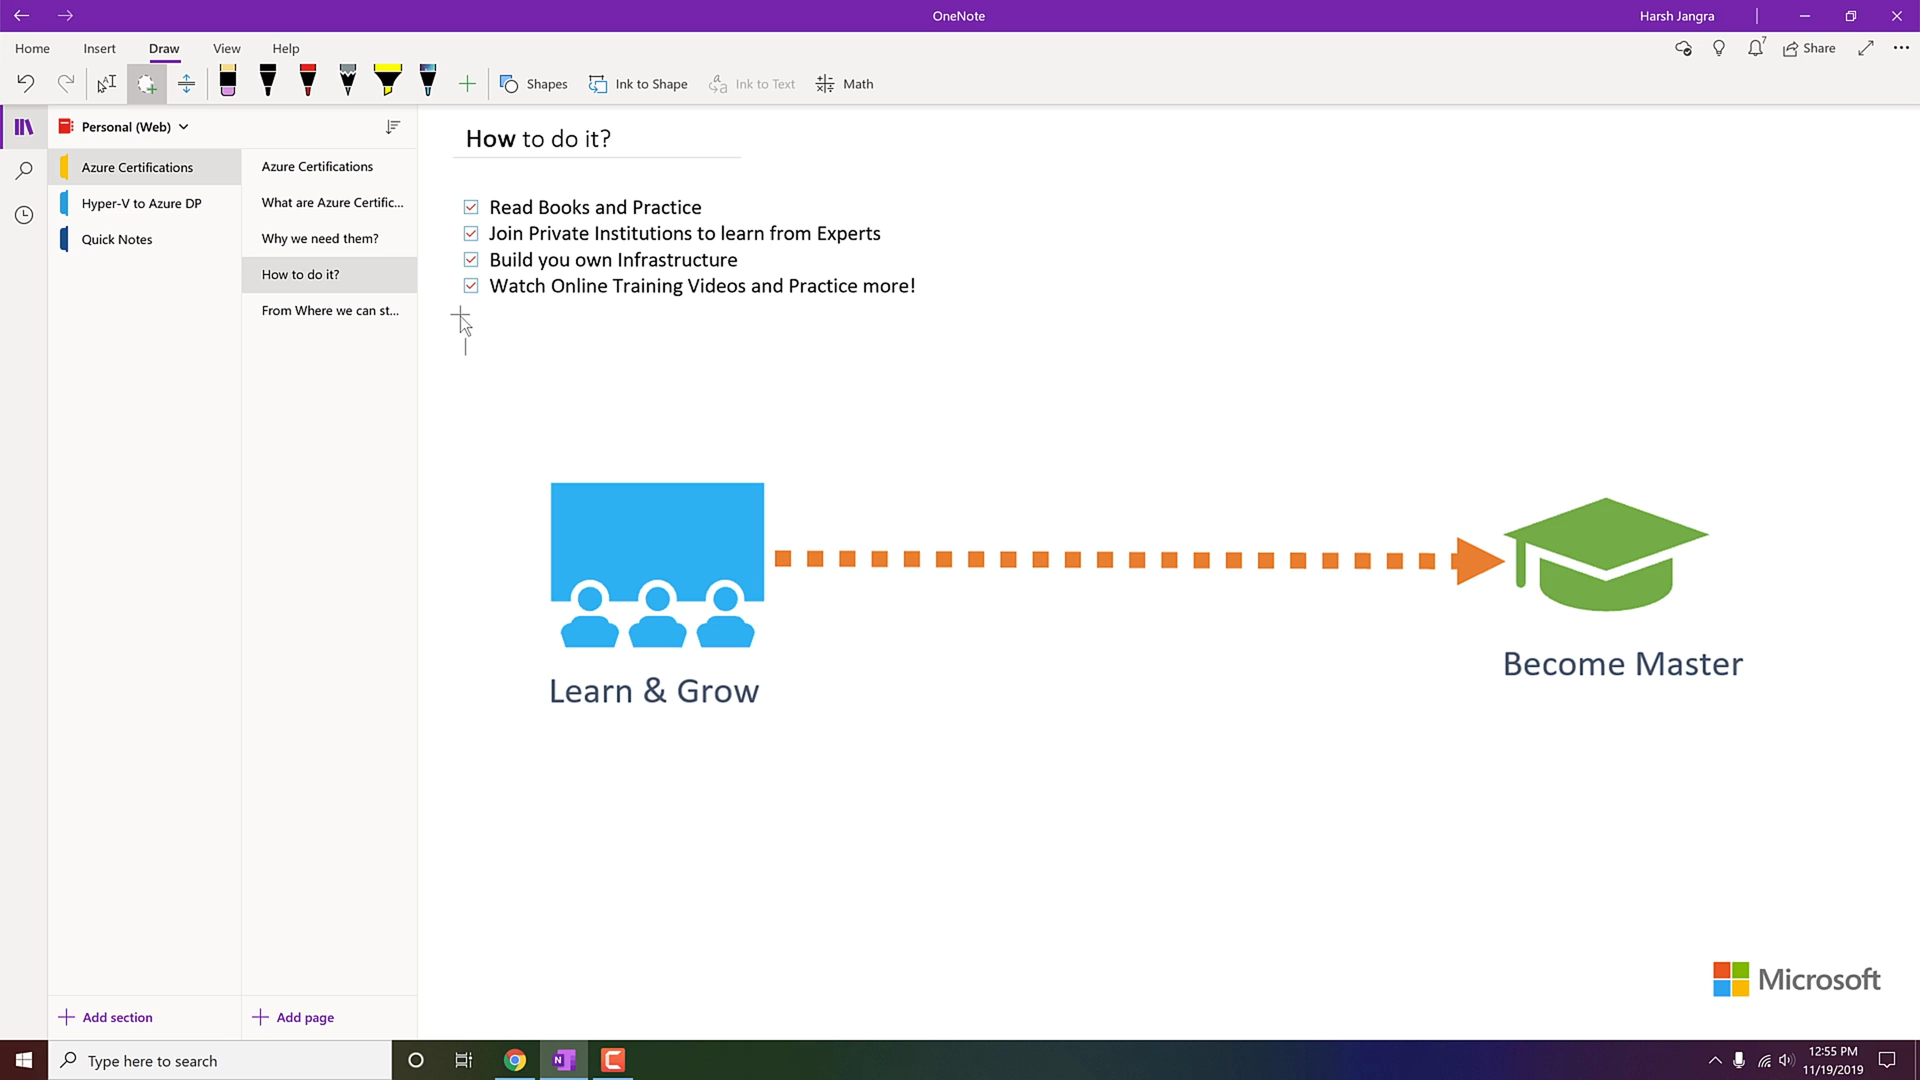 OneNote
Harsh Jangra
Home
Insert
Draw
View
Help
7
Share
Shapes
Ink to Shape
Ink to Text
Math
Personal (Web)
Azure Certifications
Hyper-V to Azure DP
Quick Notes
Azure Certifications
What are Azure Certific...
Why we need them?
How to do it?
From Where we can st...
How to do it?
Read Books and Practice
Join Private Institutions to learn from Experts
Build you own Infrastructure
Watch Online Training Videos and Practice more!
Learn & Grow
Become Master
Microsoft
Add section
Add page
Type here to search
12:55 PM
11/19/2019